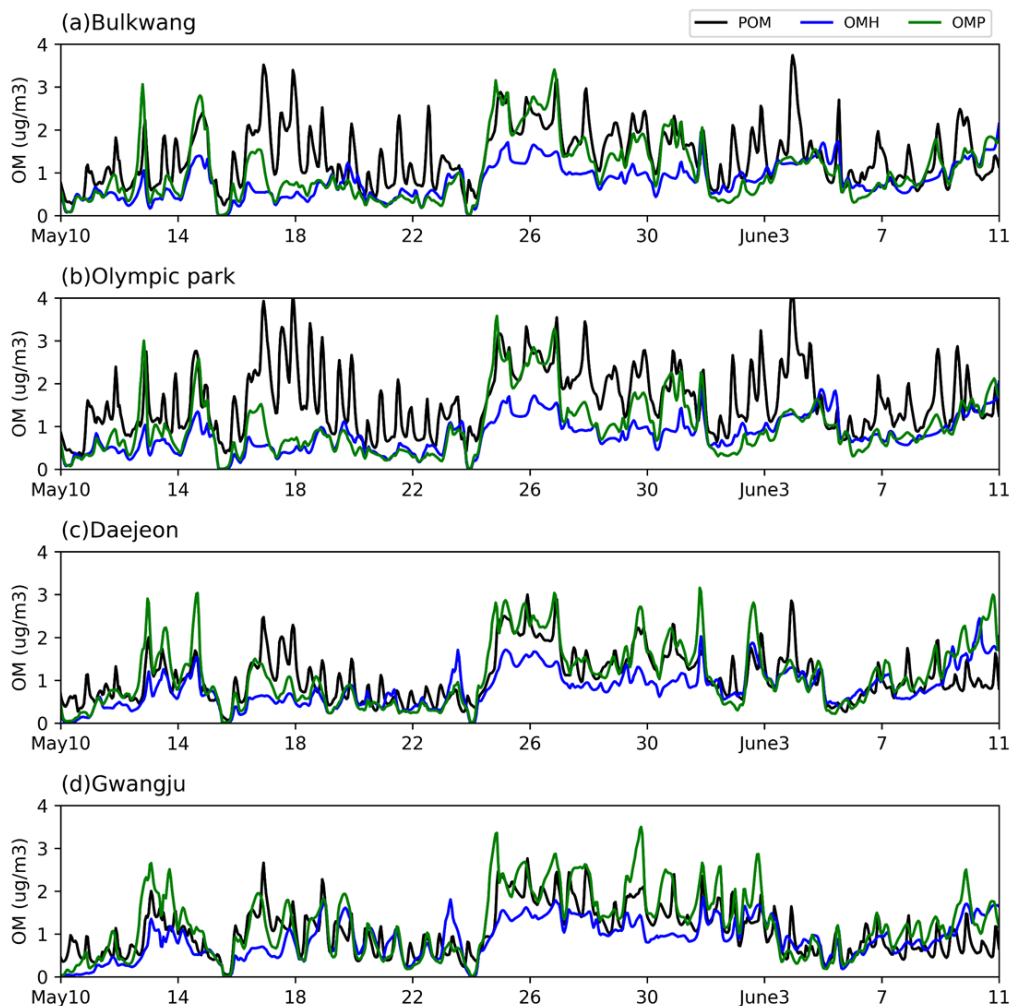 (a)Bulkwang
POM OMH OMP
OM (ug/m3)
4
3
2
1
0
May10 14 18 22 26 30 June3 7 11
(b)Olympic park
OM (ug/m3)
4
3
2
1
0
May10 14 18 22 26 30 June3 7 11
(c)Daejeon
OM (ug/m3)
4
3
2
1
0
May10 14 18 22 26 30 June3 7 11
(d)Gwangju
OM (ug/m3)
4
3
2
1
0
May10 14 18 22 26 30 June3 7 11